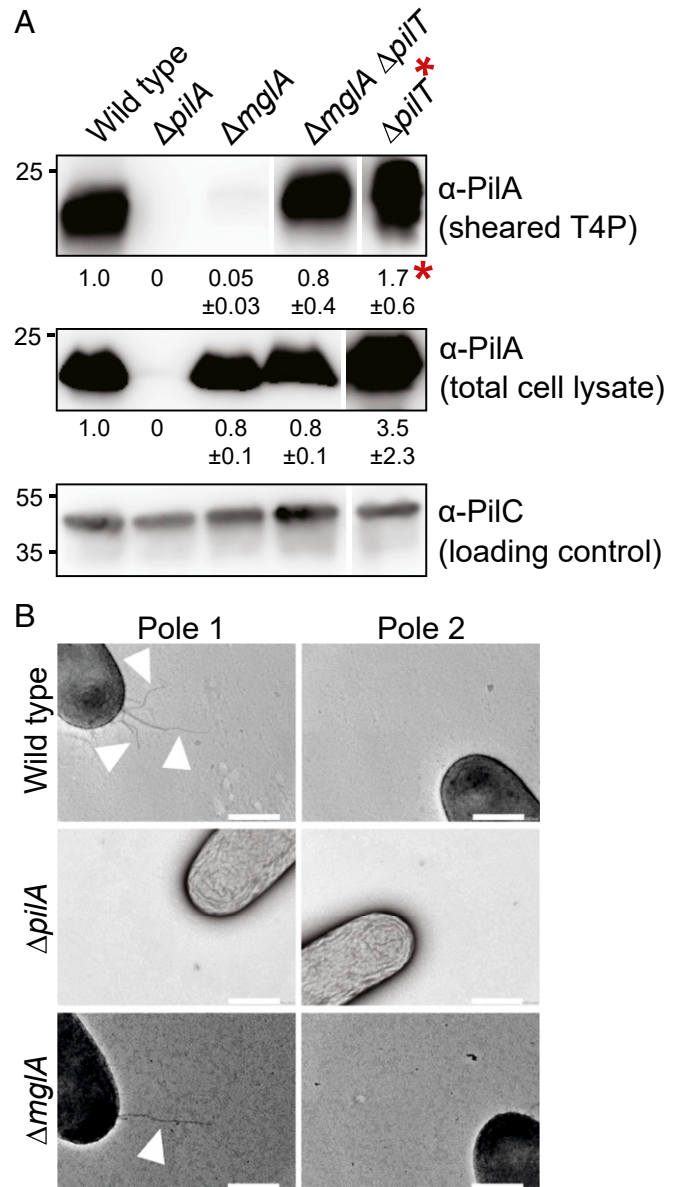 A
Wild type
ΔpilA
ΔmglA
ΔmglA ΔpilT
*
ΔpilT
25
α-PilA
(sheared T4P)
1.0 0 0.05 0.8 1.7 *
±0.03 ±0.4 ±0.6
25
α-PilA
(total cell lysate)
1.0 0 0.8 0.8 3.5
±0.1 ±0.1 ±2.3
55
α-PilC
35
(loading control)
B
Pole 1 Pole 2
Wild type
ΔpilA
ΔmglA